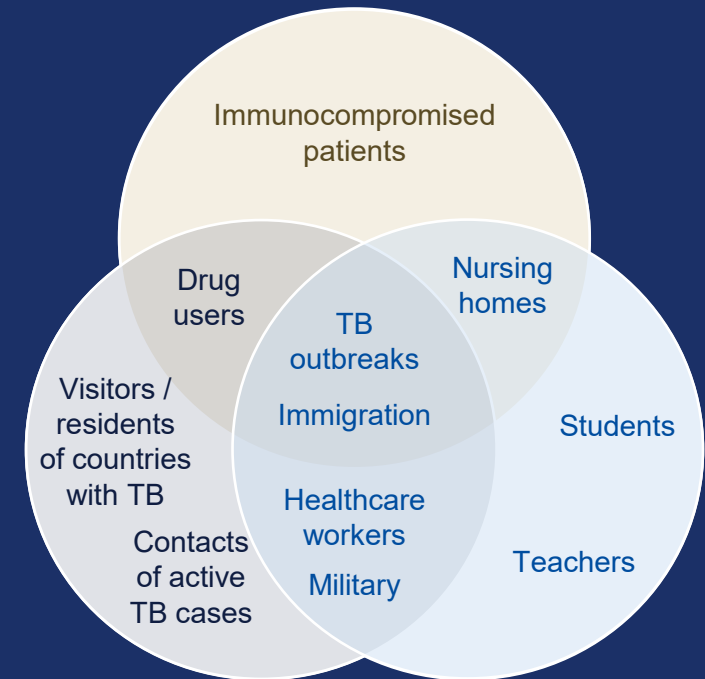 Immunocompromised
patients
Drug
users
Nursing
homes
TB
outbreaks
Immigration
Visitors /
residents
of countries
with TB
Students
Healthcare
workers
Contacts
of active
TB cases
Teachers
Military